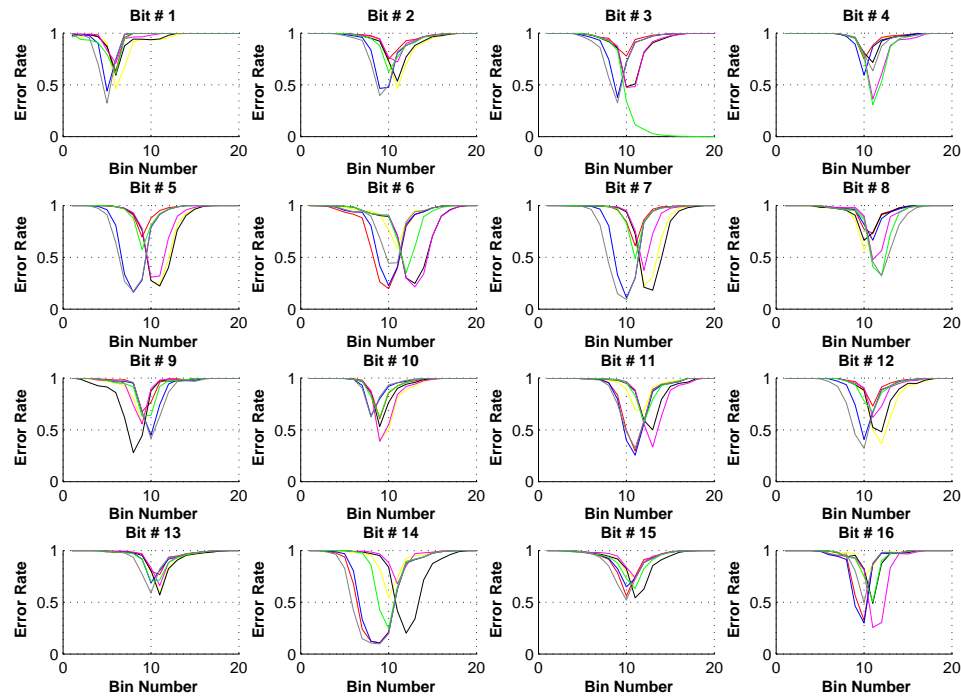 Bit # 1 Bit # 2 Bit # 3 Bit # 4
Error Rate Error Rate Error Rate Error Rate
1 1 1 1
0.5 0.5 0.5 0.5
0 0 0 0
0 10 20 0 10 20 0 10 20 0 10 20
Bin Number Bin Number Bin Number Bin Number
Bit # 5 Bit # 6 Bit # 7 Bit # 8
Error Rate Error Rate Error Rate Error Rate
1 1 1 1
0.5 0.5 0.5 0.5
0 0 0 0
0 10 20 0 10 20 0 10 20 0 10 20
Bin Number Bin Number Bin Number Bin Number
Bit # 9 Bit # 10 Bit # 11 Bit # 12
Error Rate Error Rate Error Rate Error Rate
1 1 1 1
0.5 0.5 0.5 0.5
0 0 0 0
0 10 20 0 10 20 0 10 20 0 10 20
Bin Number Bin Number Bin Number Bin Number
Bit # 13 Bit # 14 Bit # 15 Bit # 16
Error Rate Error Rate Error Rate Error Rate
1 1 1 1
0.5 0.5 0.5 0.5
0 0 0 0
0 10 20 0 10 20 0 10 20 0 10 20
Bin Number Bin Number Bin Number Bin Number